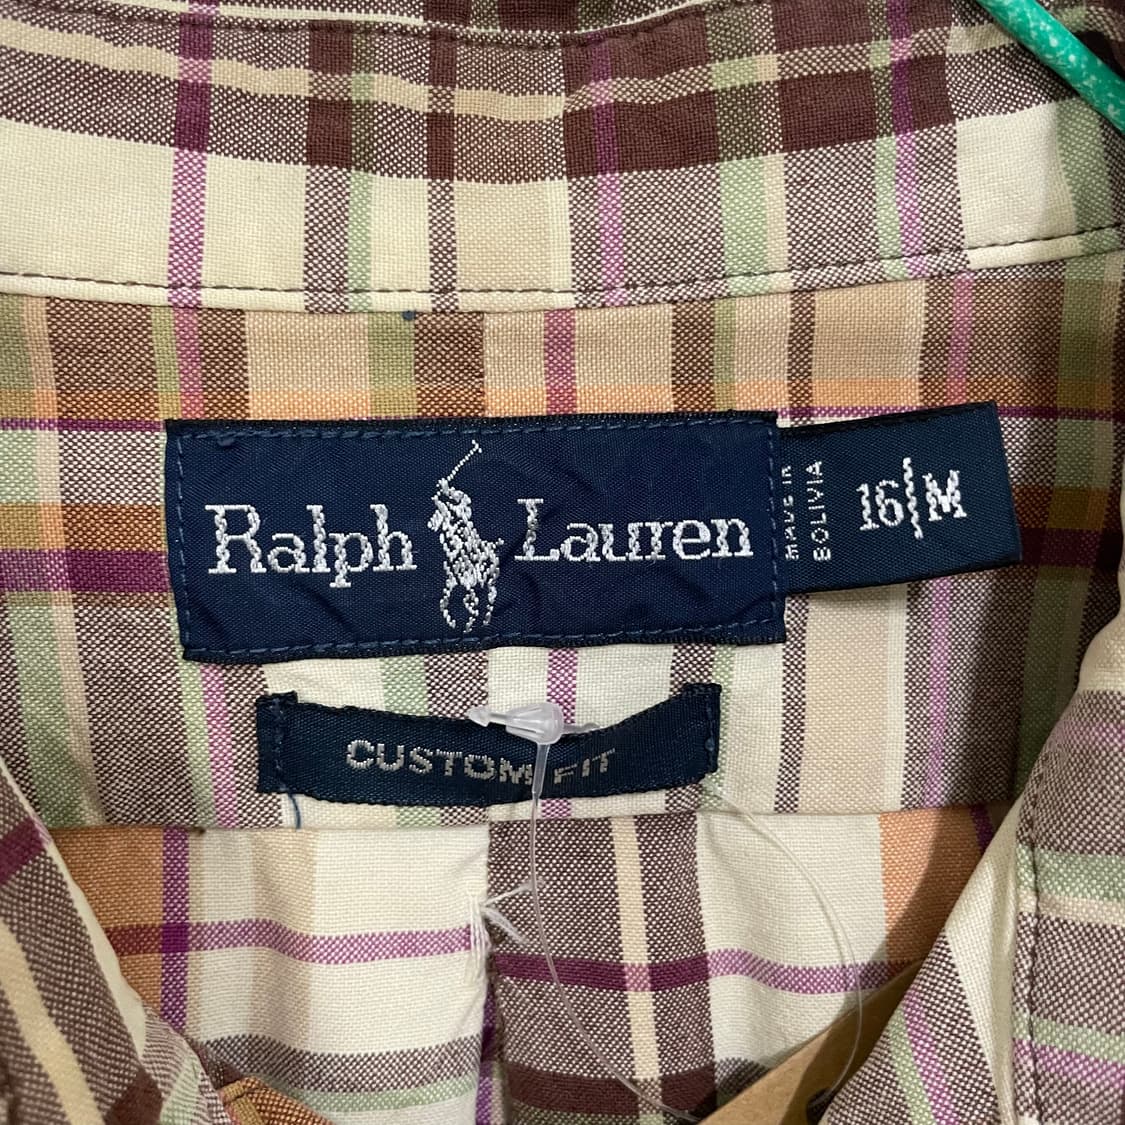 Ralph Lauren
MADE IN
BOLIVIA
16/M
CUSTOM FIT